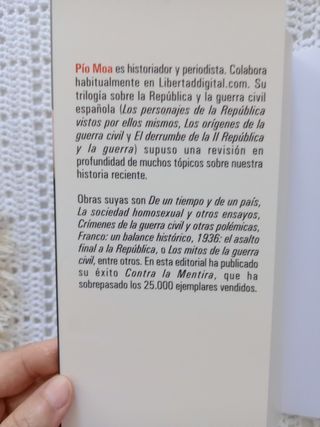 Pío Moa es historiador y periodista. Colabora
habitualmente en Libertaddigital.com. Su
trilogía sobre la República y la guerra civil
española (Los personajes de la República
vistos por ellos mismos, Los orígenes de la
guerra civil y El derrumbe de la II República
y la guerra) supuso una revisión en
profundidad de muchos tópicos sobre nuestra
historia reciente.
Obras suyas son De un tiempo y de un país,
La sociedad homosexual y otros ensayos,
Crímenes de la guerra civil y otras polémicas,
Franco: un balance histórico, 1936: el asalto
final a la República, o Los mitos de la guerra
civil, entre otros. En esta editorial ha publicado
su éxito Contra la Mentira, que ha
sobrepasado los 25.000 ejemplares vendidos.